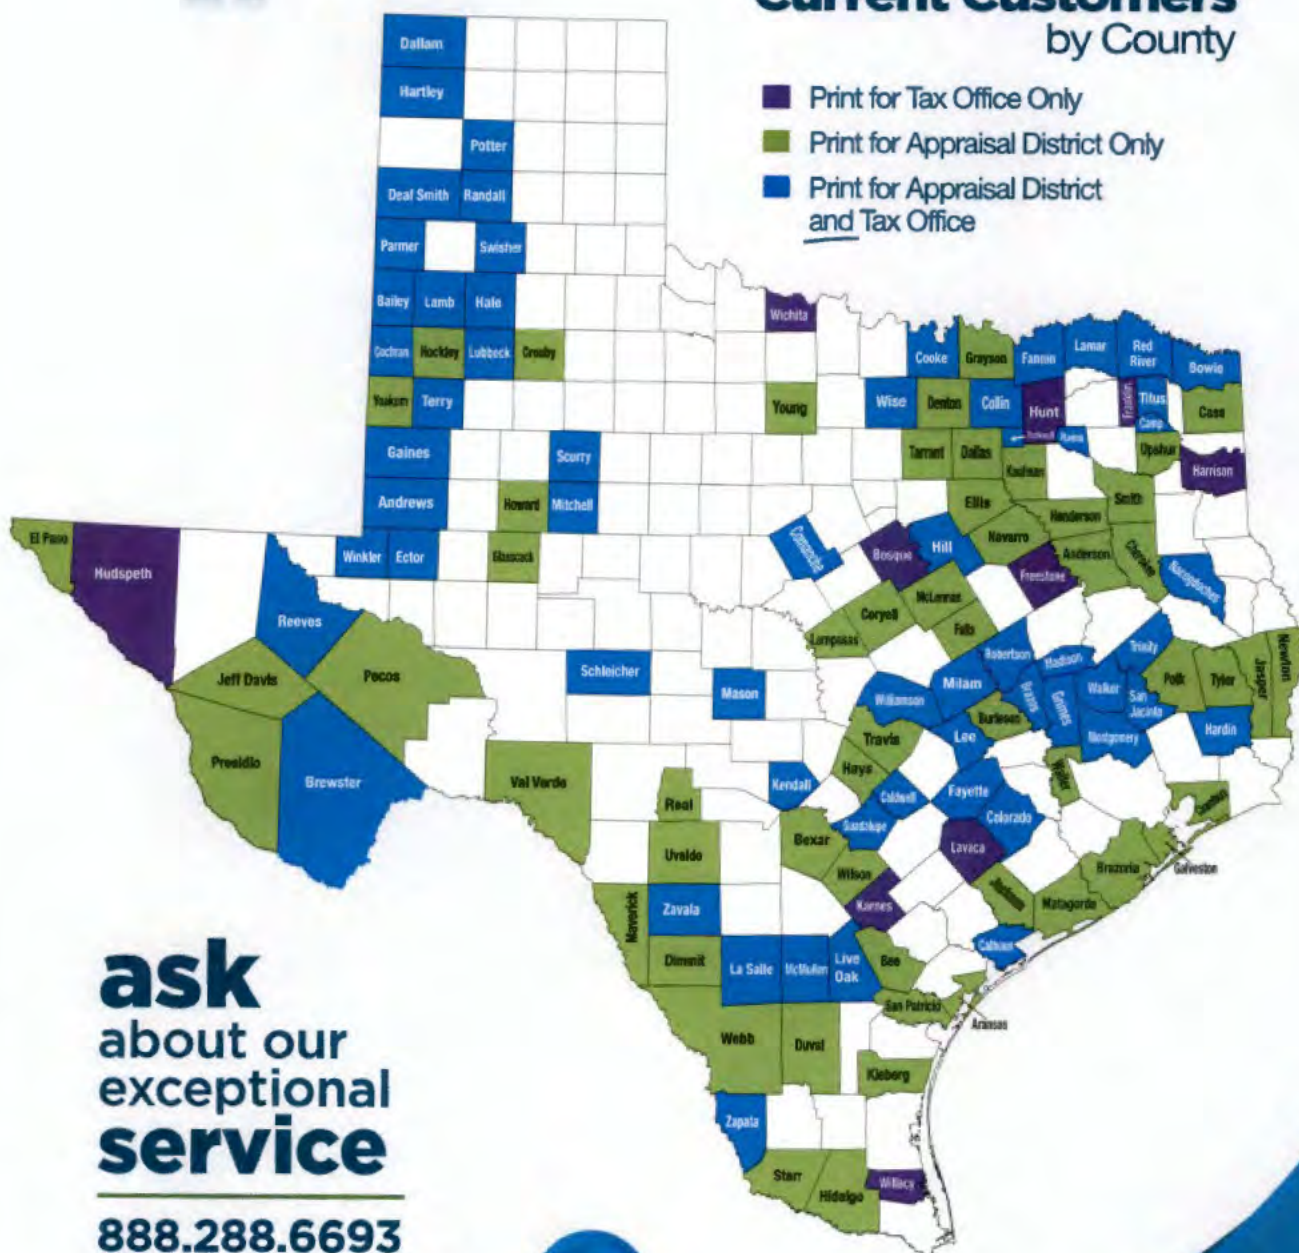 Current Customers
by County
Print for Tax Office Only
Print for Appraisal District Only
Print for Appraisal District
and Tax Office
Dallam
Hartley
Potter
Deaf Smith Randall
Parmer Swisher
Bailey Lamb Hale
Wichita
Cochran Hockley Lubbock Crosby
Cooke Grayson Fannin Lamar Red River Bowie
Yoakum Terry
Young
Wise Denton Collin Hunt Franklin Titus Cass
Camp
Gaines Scurry
Tarrant Dallas Kaufman Upshur Harrison
Andrews Howard Mitchell
Ellis Henderson Smith
El Paso Hudspeth
Winkler Ector Glasscock
Comanche Bosque Hill Navarro Anderson Cherokee
Freestone Nacogdoches
Reeves
Coryell McLennan
Lampasas Falls
Jeff Davis Pecos
Schleicher Mason
Williamson Milam Robertson Madison Trinity
Brazos Grimes Walker San Jacinto Polk Tyler Jasper Newton
Burleson Lee Montgomery Hardin
Travis
Presidio Brewster
Val Verde Real Kendall Hays Caldwell Fayette Waller
Guadalupe Colorado
Uvalde Bexar Lavaca
Wilson Brazoria Galveston
Maverick Zavala Karnes Jackson Matagorda
Dimmit La Salle McMullen Live Oak Bee Calhoun
San Patricio Aransas
Webb Duval
Kleberg
Zapata
Starr Hidalgo Willacy
ask
about our
exceptional
service
888.288.6693